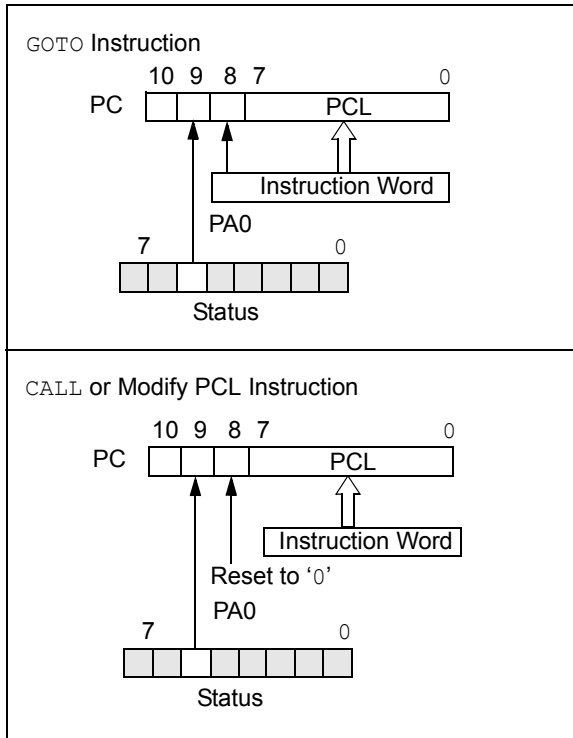 GOTO Instruction
10 9 8 7 0
PC PCL
Instruction Word
PA0
7 0
Status
CALL or Modify PCL Instruction
10 9 8 7 0
PC PCL
Instruction Word
Reset to ‘0’
PA0
7 0
Status